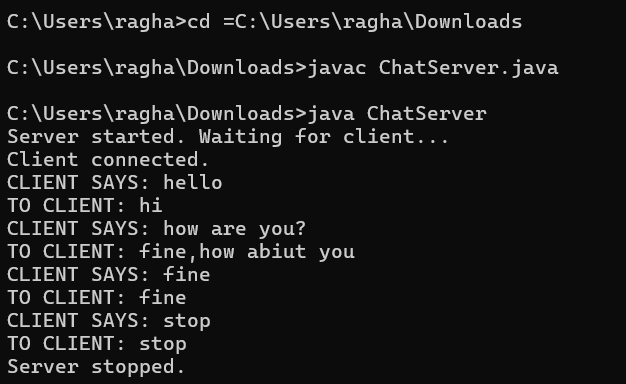 C:\Users\ragha>cd =C:\Users\ragha\Downloads
C:\Users\ragha\Downloads>javac ChatServer.java
C:\Users\ragha\Downloads>java ChatServer
Server started. Waiting for client...
Client connected.
CLIENT SAYS: hello
TO CLIENT: hi
CLIENT SAYS: how are you?
TO CLIENT: fine,how abiut you
CLIENT SAYS: fine
TO CLIENT: fine
CLIENT SAYS: stop
TO CLIENT: stop
Server stopped.